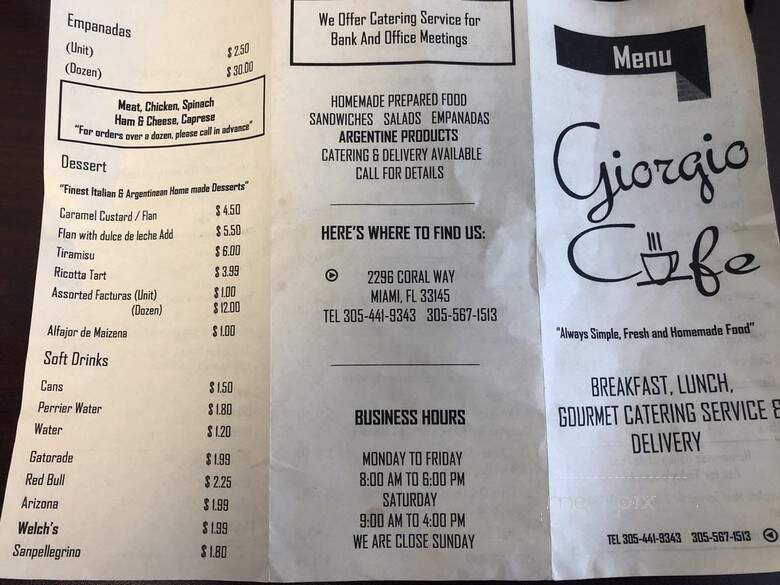 Empanadas
(Unit) $ 2.50
(Dozen) $ 30.00
Meat, Chicken, Spinach
Ham & Cheese, Caprese
"For orders over a dozen, please call in advance"
Dessert
"Finest Italian & Argentinean Home made Desserts"
Caramel Custard / Flan $ 4.50
Flan with dulce de leche Add $ 5.50
Tiramisu $ 6.00
Ricotta Tart $ 3.99
Assorted Facturas (Unit) $ 1.00
(Dozen) $ 12.00
Alfajor de Maizena $ 1.00
Soft Drinks
Cans $ 1.50
Perrier Water $ 1.80
Water $ 1.20
Gatorade $ 1.99
Red Bull $ 2.25
Arizona $ 1.99
Welch's $ 1.99
Sanpellegrino $ 1.80
We Offer Catering Service for
Bank And Office Meetings
HOMEMADE PREPARED FOOD
SANDWICHES SALADS EMPANADAS
ARGENTINE PRODUCTS
CATERING & DELIVERY AVAILABLE
CALL FOR DETAILS
HERE'S WHERE TO FIND US:
2296 CORAL WAY
MIAMI, FL 33145
TEL 305-441-9343 305-567-1513
BUSINESS HOURS
MONDAY TO FRIDAY
8:00 AM TO 6:00 PM
SATURDAY
9:00 AM TO 4:00 PM
WE ARE CLOSE SUNDAY
Menu
Giorgio
Cafe
"Always Simple, Fresh and Homemade Food"
BREAKFAST, LUNCH,
GOURMET CATERING SERVICE &
DELIVERY
TEL 305-441-9343 305-567-1513